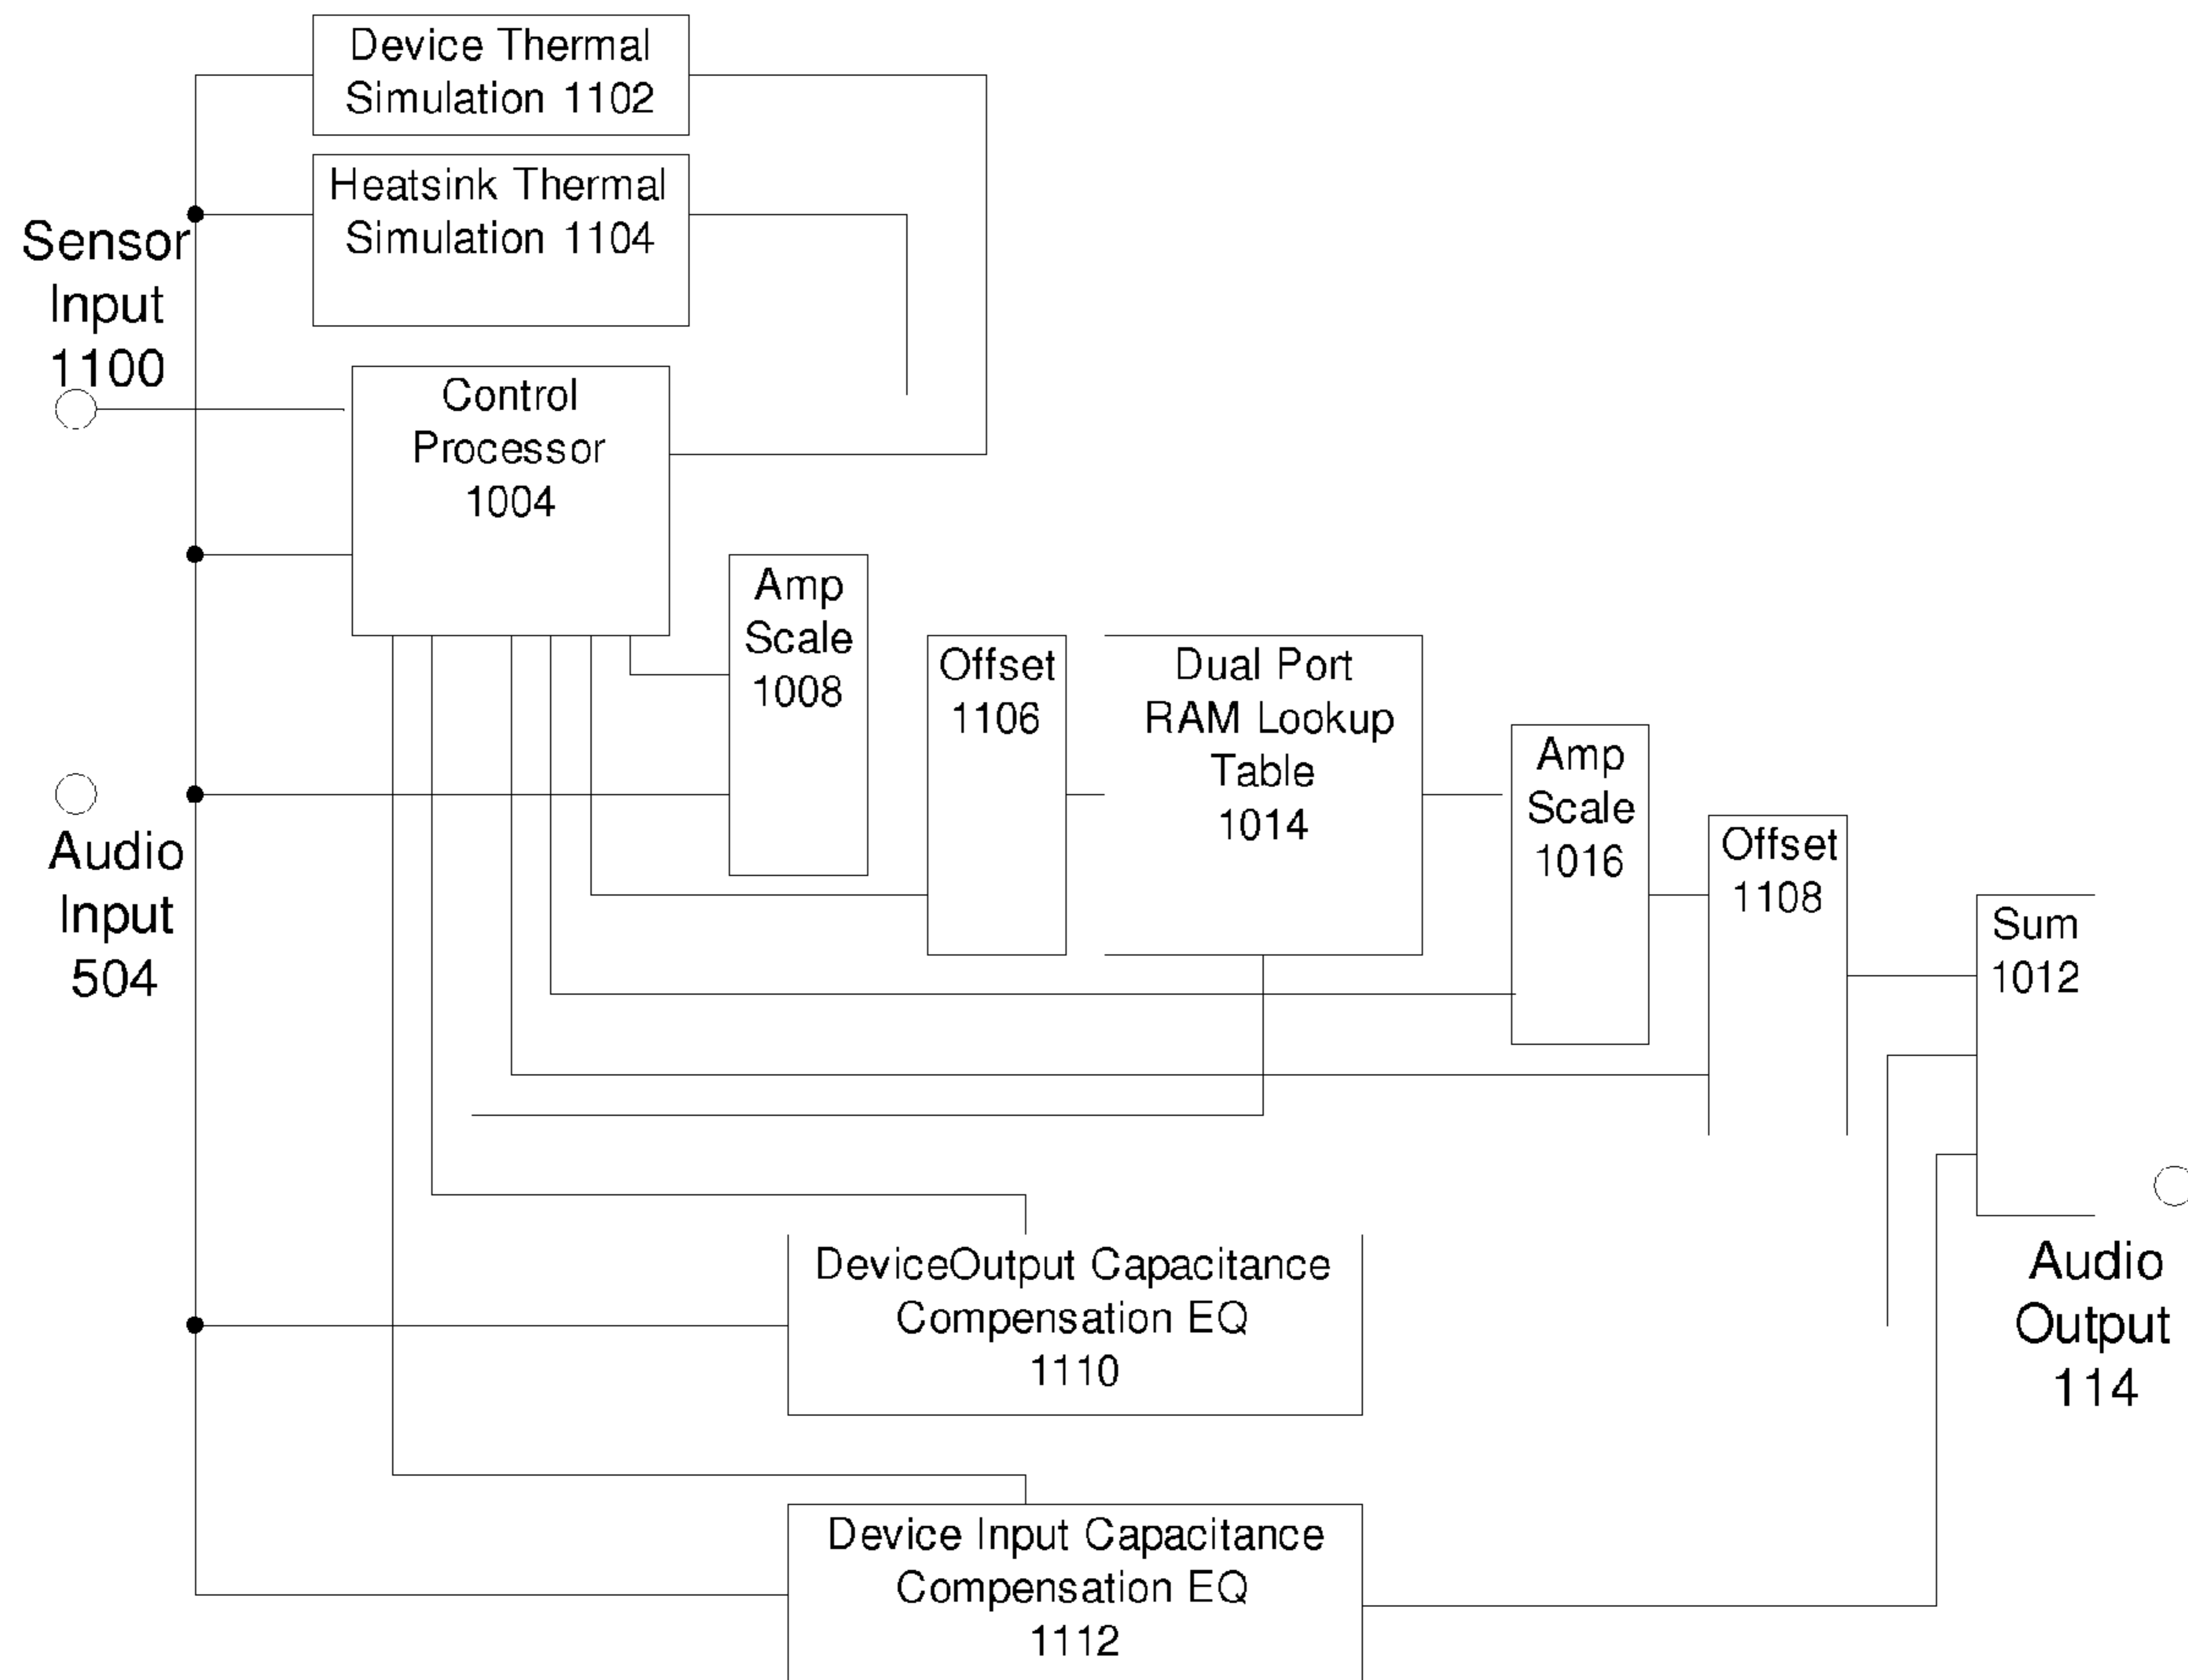 Device Thermal
Simulation 1102
Heatsink Thermal
Simulation 1104
Sensor
Input
1100
Control
Processor
1004
Amp
Scale
1008
Offset
1106
Dual Port
RAM Lookup
Table
1014
Amp
Scale
1016
Offset
1108
Audio
Input
504
Sum
1012
DeviceOutput Capacitance
Compensation EQ
1110
Audio
Output
114
Device Input Capacitance
Compensation EQ
1112